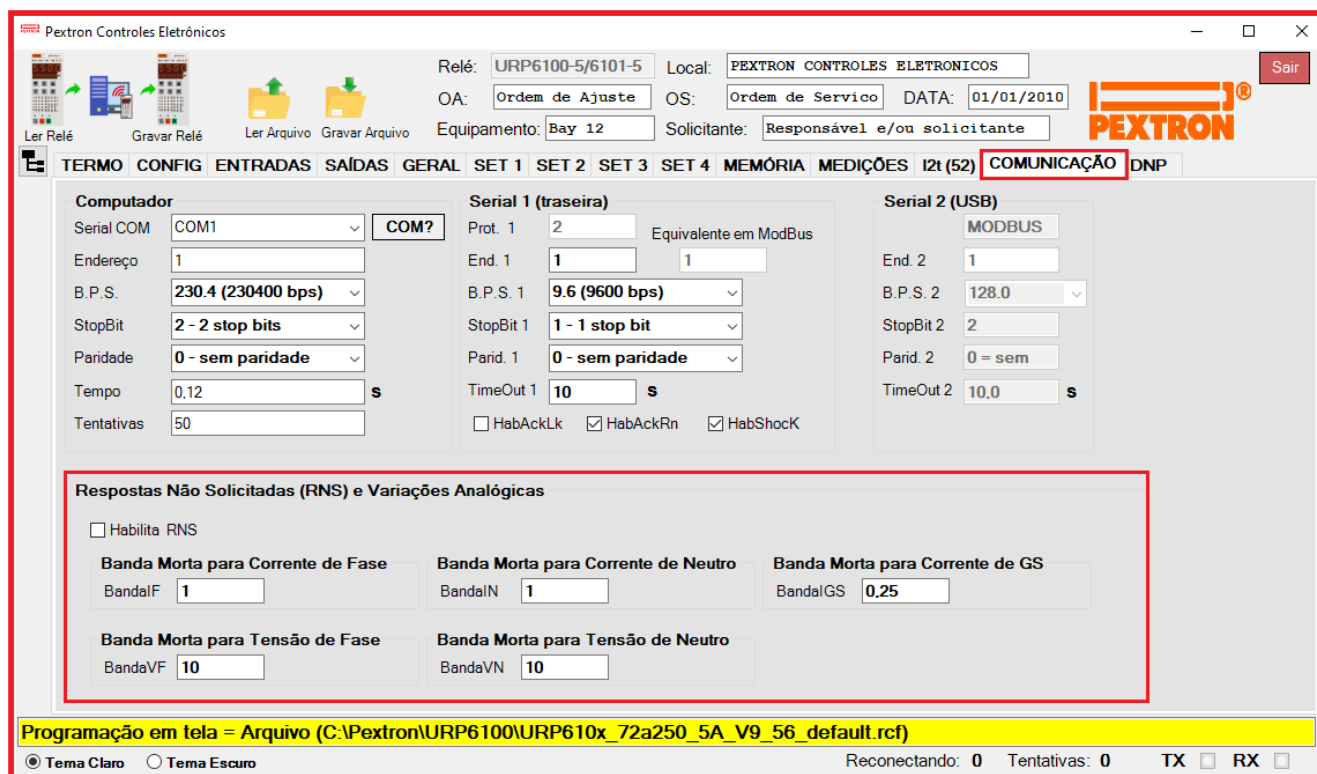 Pextron Controles Eletrônicos
Relé: URP6100-5/6101-5 Local: PEXTRON CONTROLES ELETRONICOS Sair
OA: Ordem de Ajuste OS: Ordem de Servico DATA: 01/01/2010
Ler Relé Gravar Relé Ler Arquivo Gravar Arquivo Equipamento: Bay 12 Solicitante: Responsável e/ou solicitante PEXTRON ®
TERMO CONFIG ENTRADAS SAÍDAS GERAL SET 1 SET 2 SET 3 SET 4 MEMÓRIA MEDIÇÕES I2t (52) COMUNICAÇÃO DNP
Computador Serial 1 (traseira) Serial 2 (USB)
Serial COM COM1 COM? Prot. 1 2 Equivalente em ModBus MODBUS
Endereço 1 End. 1 1 1 End. 2 1
B.P.S. 230.4 (230400 bps) B.P.S. 1 9.6 (9600 bps) B.P.S. 2 128.0
StopBit 2 - 2 stop bits StopBit 1 1 - 1 stop bit StopBit 2 2
Paridade 0 - sem paridade Parid. 1 0 - sem paridade Parid. 2 0 = sem
Tempo 0,12 s TimeOut 1 10 s TimeOut 2 10,0 s
Tentativas 50 HabAckLk HabAckRn HabShocK
Respostas Não Solicitadas (RNS) e Variações Analógicas
Habilita RNS
Banda Morta para Corrente de Fase Banda Morta para Corrente de Neutro Banda Morta para Corrente de GS
BandaIF 1 BandaIN 1 BandaIGS 0,25
Banda Morta para Tensão de Fase Banda Morta para Tensão de Neutro
BandaVF 10 BandaVN 10
Programação em tela = Arquivo (C:\Pextron\URP6100\URP610x_72a250_5A_V9_56_default.rcf)
Tema Claro Tema Escuro Reconectando: 0 Tentativas: 0 TX RX